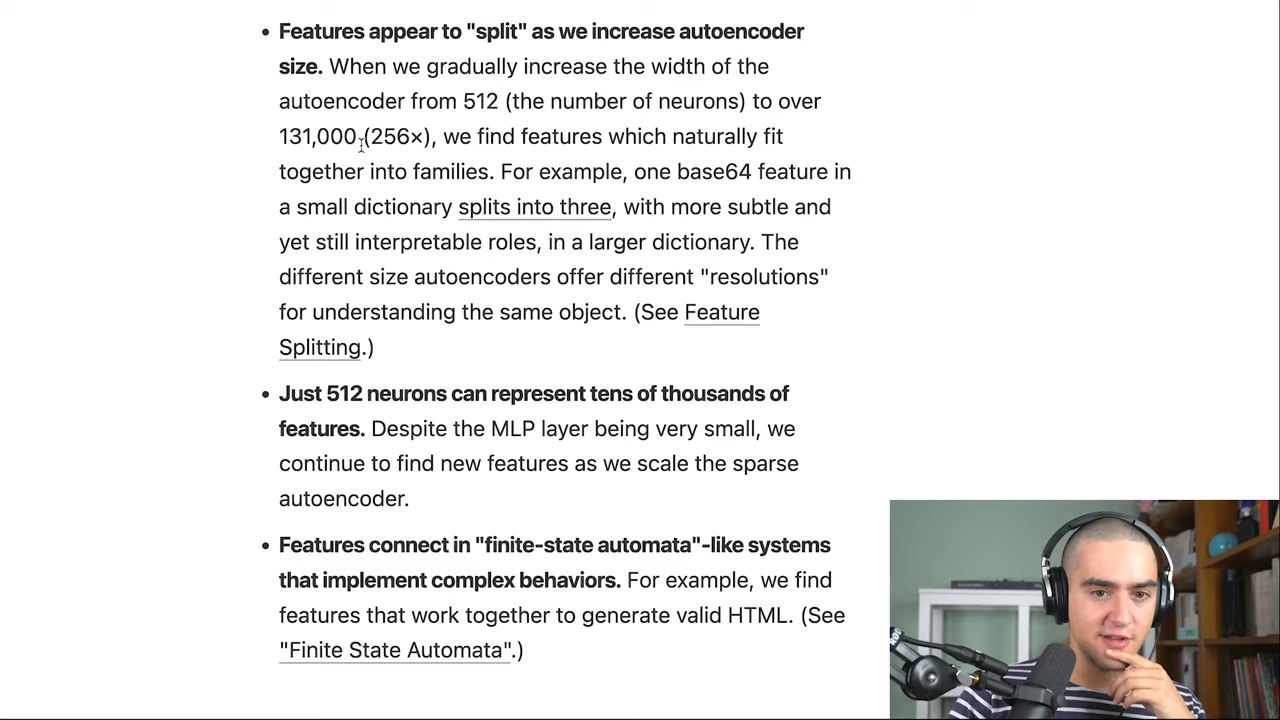 • Features appear to "split" as we increase autoencoder
size. When we gradually increase the width of the
autoencoder from 512 (the number of neurons) to over
131,000 (256×), we find features which naturally fit
together into families. For example, one base64 feature in
a small dictionary splits into three, with more subtle and
yet still interpretable roles, in a larger dictionary. The
different size autoencoders offer different "resolutions"
for understanding the same object. (See Feature
Splitting.)
• Just 512 neurons can represent tens of thousands of
features. Despite the MLP layer being very small, we
continue to find new features as we scale the sparse
autoencoder.
• Features connect in "finite-state automata"-like systems
that implement complex behaviors. For example, we find
features that work together to generate valid HTML. (See
"Finite State Automata".)